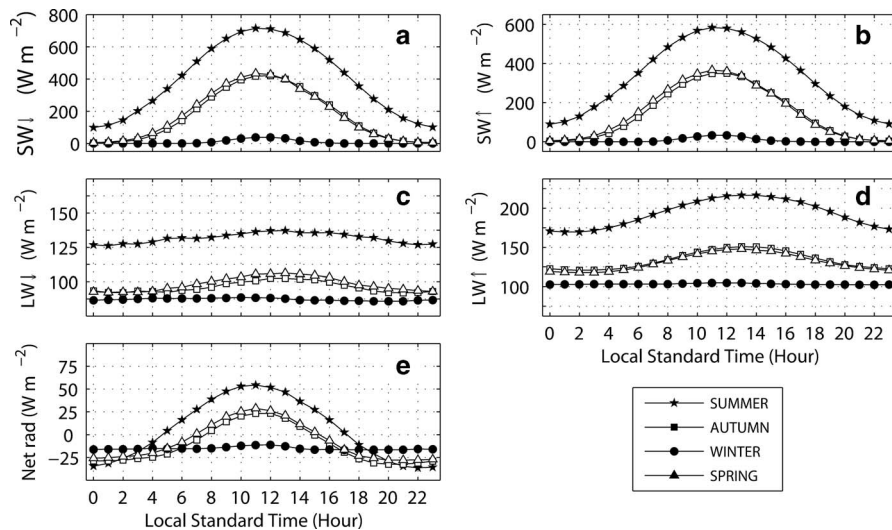 a
SW↓ (W m −2)
800
600
400
200
0
b
SW↑ (W m −2)
600
400
200
0
c
LW↓ (W m −2)
150
125
100
d
LW↑ (W m −2)
200
150
100
0 2 4 6 8 10 12 14 16 18 20 22
Local Standard Time (Hour)
e
Net rad (W m −2)
75
50
25
0
−25
0 2 4 6 8 10 12 14 16 18 20 22
Local Standard Time (Hour)
SUMMER
AUTUMN
WINTER
SPRING